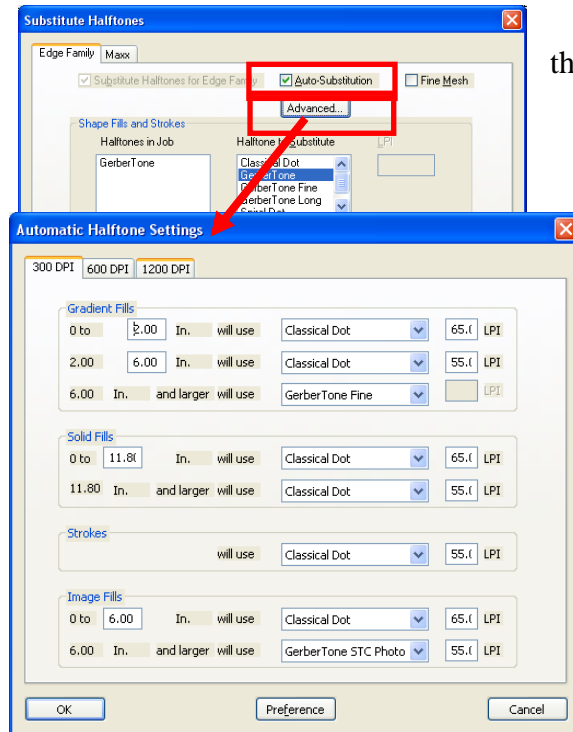 Substitute Halftones
th
Edge Family Maxx
Substitute Halftones for Edge Family Auto-Substitution Fine Mesh
Advanced...
Shape Fills and Strokes
Halftones in Job Halftone to Substitute LPI
GerberTone Classical Dot
GerberTone
GerberTone Fine
GerberTone Long
Spiral Dot
Automatic Halftone Settings
300 DPI 600 DPI 1200 DPI
Gradient Fills
0 to 2.00 In. will use Classical Dot 65.( LPI
2.00 6.00 In. will use Classical Dot 55.( LPI
6.00 In. and larger will use GerberTone Fine LPI
Solid Fills
0 to 11.8( In. will use Classical Dot 65.( LPI
11.80 In. and larger will use Classical Dot 55.( LPI
Strokes
will use Classical Dot 55.( LPI
Image Fills
0 to 6.00 In. will use Classical Dot 65.( LPI
6.00 In. and larger will use GerberTone STC Photo 55.( LPI
OK Preference Cancel